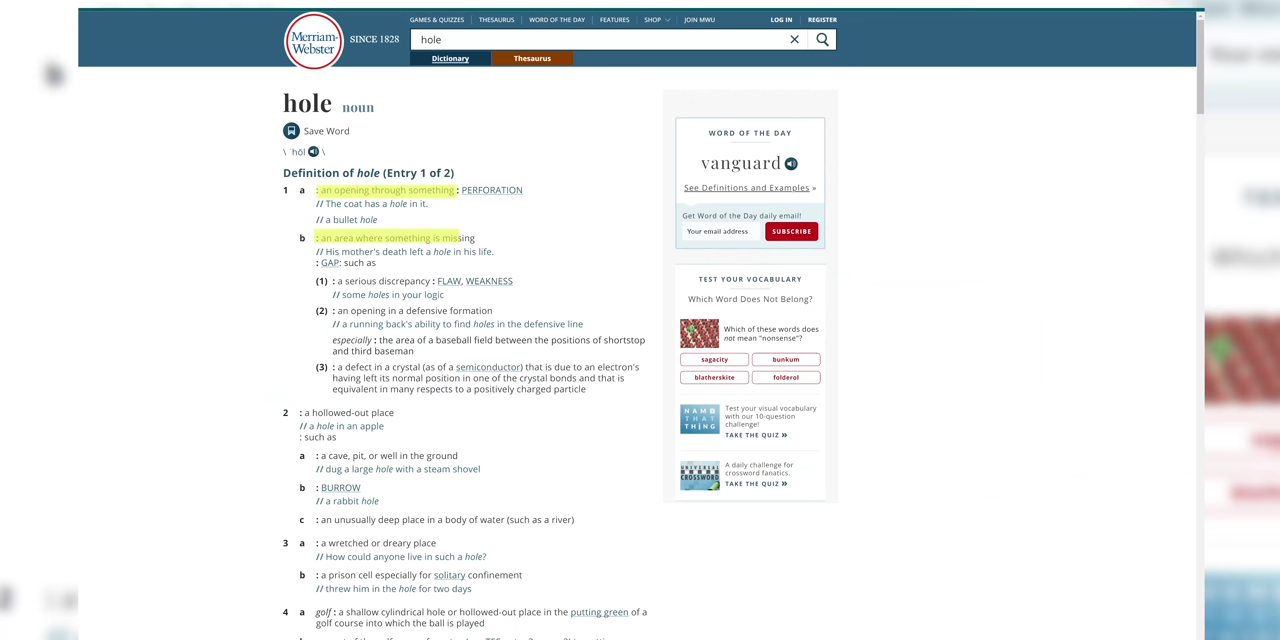 GAMES & QUIZZES THESAURUS WORD OF THE DAY FEATURES SHOP JOIN MWU LOG IN REGISTER
Merriam-
Webster
SINCE 1828
hole
Dictionary Thesaurus
hole noun
Save Word
\ ˈhōl \
Definition of hole (Entry 1 of 2)
1 a : an opening through something : PERFORATION
// The coat has a hole in it.
// a bullet hole
b : an area where something is missing
// His mother's death left a hole in his life.
: GAP: such as
(1) : a serious discrepancy : FLAW, WEAKNESS
// some holes in your logic
(2) : an opening in a defensive formation
// a running back's ability to find holes in the defensive line
especially : the area of a baseball field between the positions of shortstop
and third baseman
(3) : a defect in a crystal (as of a semiconductor) that is due to an electron's
having left its normal position in one of the crystal bonds and that is
equivalent in many respects to a positively charged particle
2 : a hollowed-out place
// a hole in an apple
: such as
a : a cave, pit, or well in the ground
// dug a large hole with a steam shovel
b : BURROW
// a rabbit hole
c : an unusually deep place in a body of water (such as a river)
3 a : a wretched or dreary place
// How could anyone live in such a hole?
b : a prison cell especially for solitary confinement
// threw him in the hole for two days
4 a golf : a shallow cylindrical hole or hollowed-out place in the putting green of a
golf course into which the ball is played
WORD OF THE DAY
vanguard
See Definitions and Examples »
Get Word of the Day daily email!
Your email address SUBSCRIBE
TEST YOUR VOCABULARY
Which Word Does Not Belong?
Which of these words does
not mean "nonsense"?
sagacity bunkum
blatherskite folderol
NAME
THAT
THING
Test your visual vocabulary
with our 10-question
challenge!
TAKE THE QUIZ »
UNIVERSAL
CROSSWORD
A daily challenge for
crossword fanatics.
TAKE THE QUIZ »